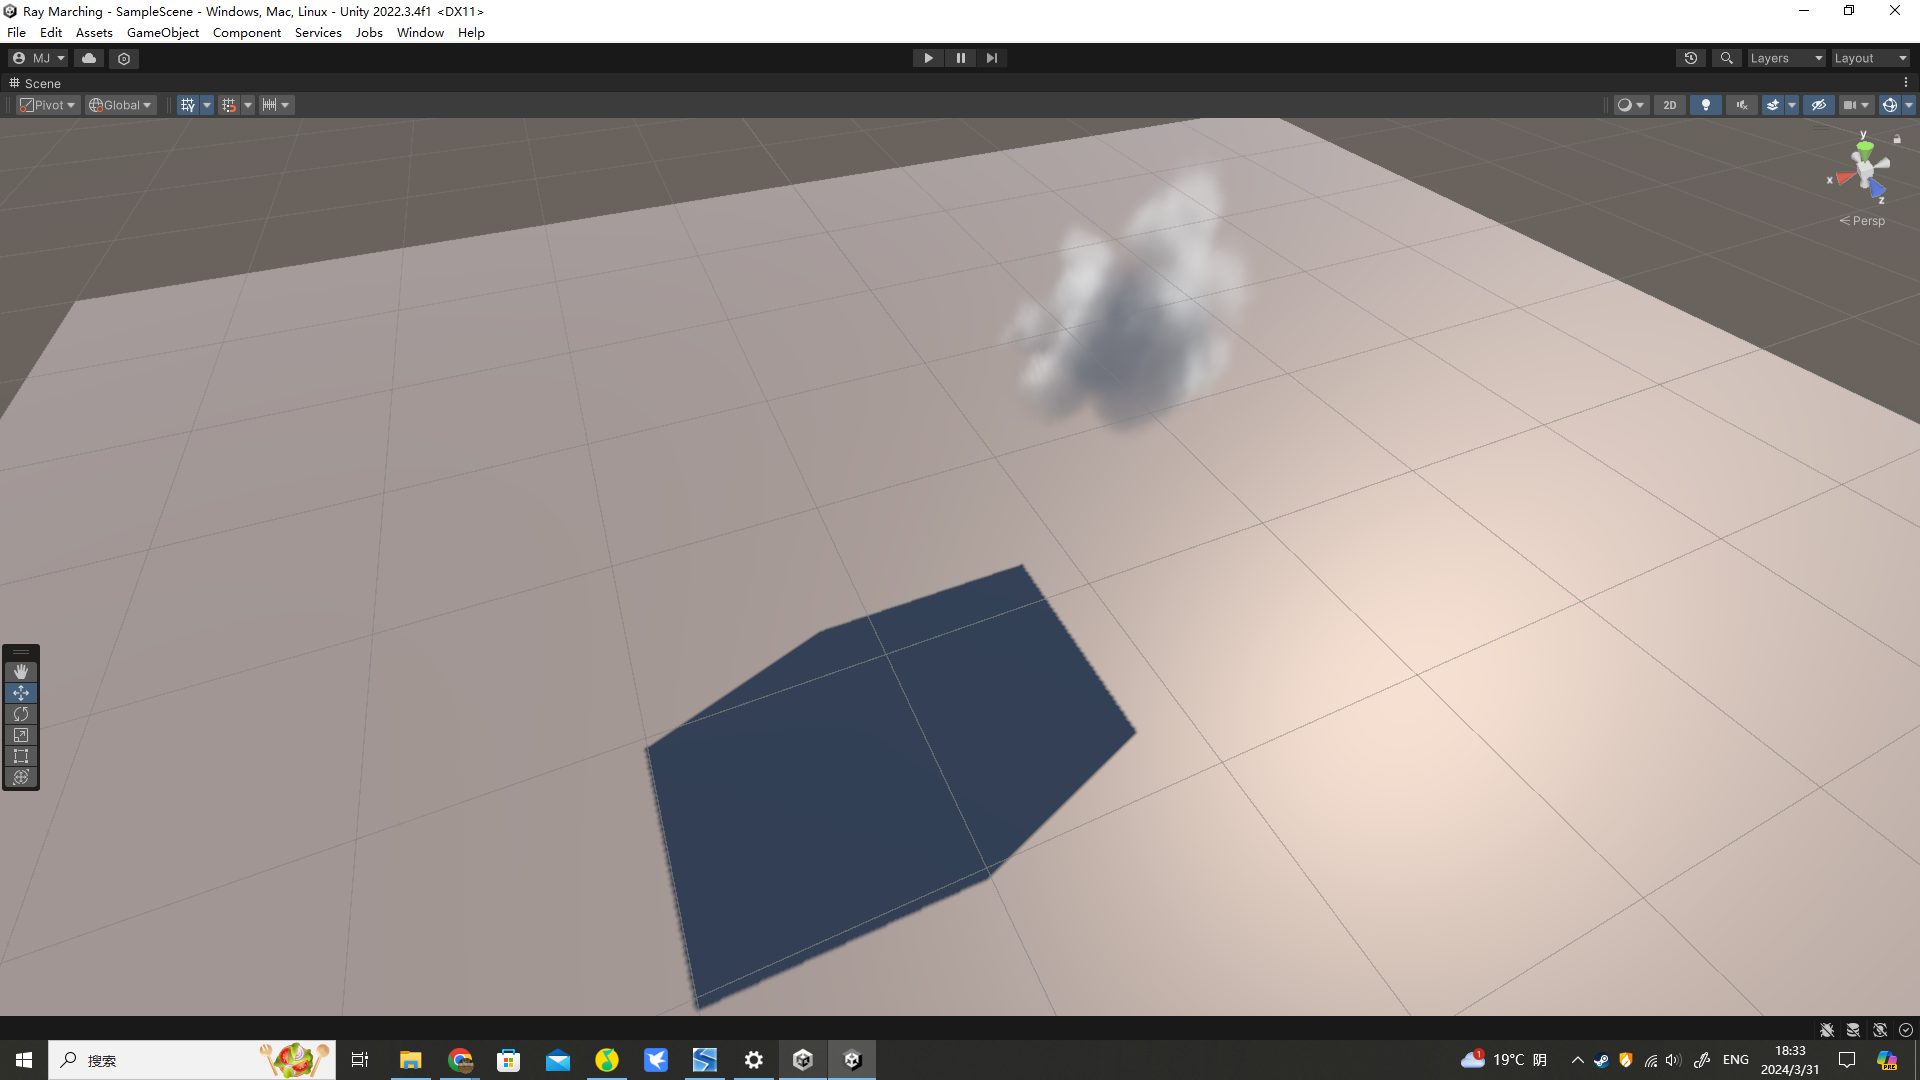 Ray Marching - SampleScene - Windows, Mac, Linux - Unity 2022.3.4f1 <DX11>
File Edit Assets GameObject Component Services Jobs Window Help
MJ Layers Layout
Scene
Pivot Global 2D
y
x
z
Persp
搜索 1 19°C 阴 ENG 18:33
2024/3/31
PRE